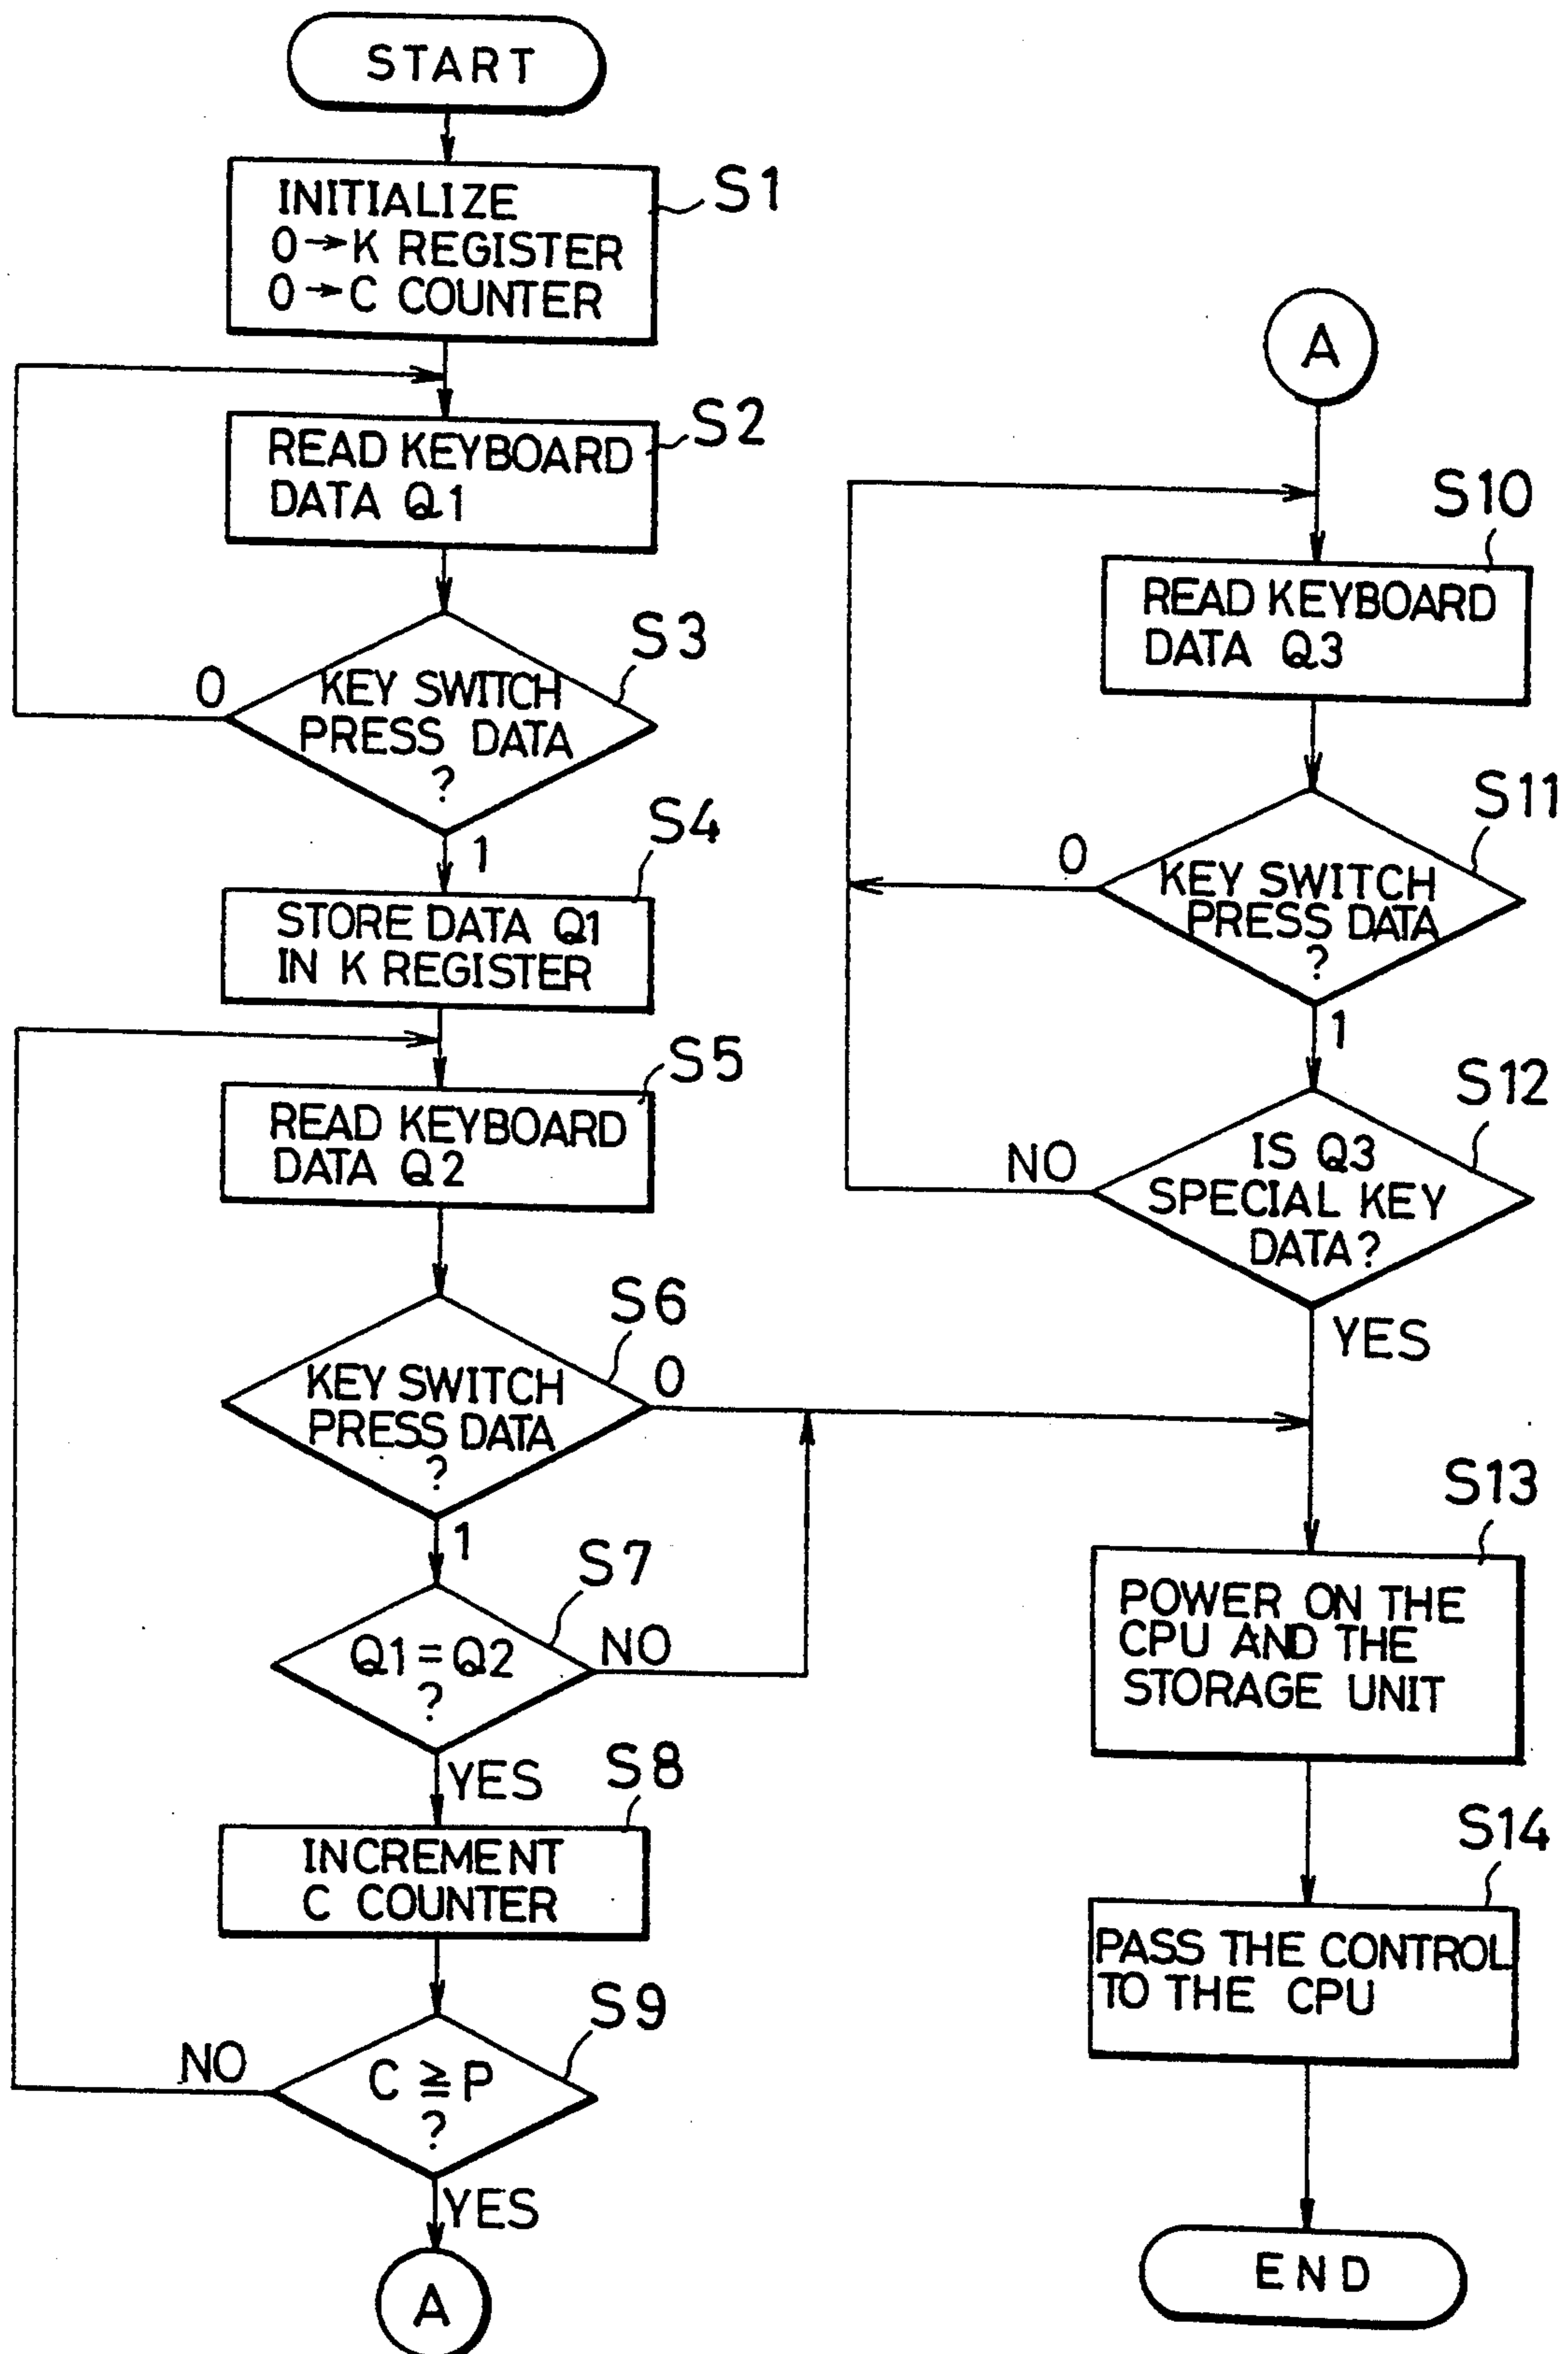 START
S1
INITIALIZE
0→K REGISTER
0→C COUNTER
S2
READ KEYBOARD
DATA Q1
S3
0
KEY SWITCH
PRESS DATA
?
1
S4
STORE DATA Q1
IN K REGISTER
S5
READ KEYBOARD
DATA Q2
S6
0
KEY SWITCH
PRESS DATA
?
1
S7
Q1=Q2
?
NO
YES
S8
INCREMENT
C COUNTER
S9
NO
C ≧ P
?
YES
A
A
S10
READ KEYBOARD
DATA Q3
S11
0
KEY SWITCH
PRESS DATA
?
1
S12
NO
IS Q3
SPECIAL KEY
DATA?
YES
S13
POWER ON THE
CPU AND THE
STORAGE UNIT
S14
PASS THE CONTROL
TO THE CPU
END